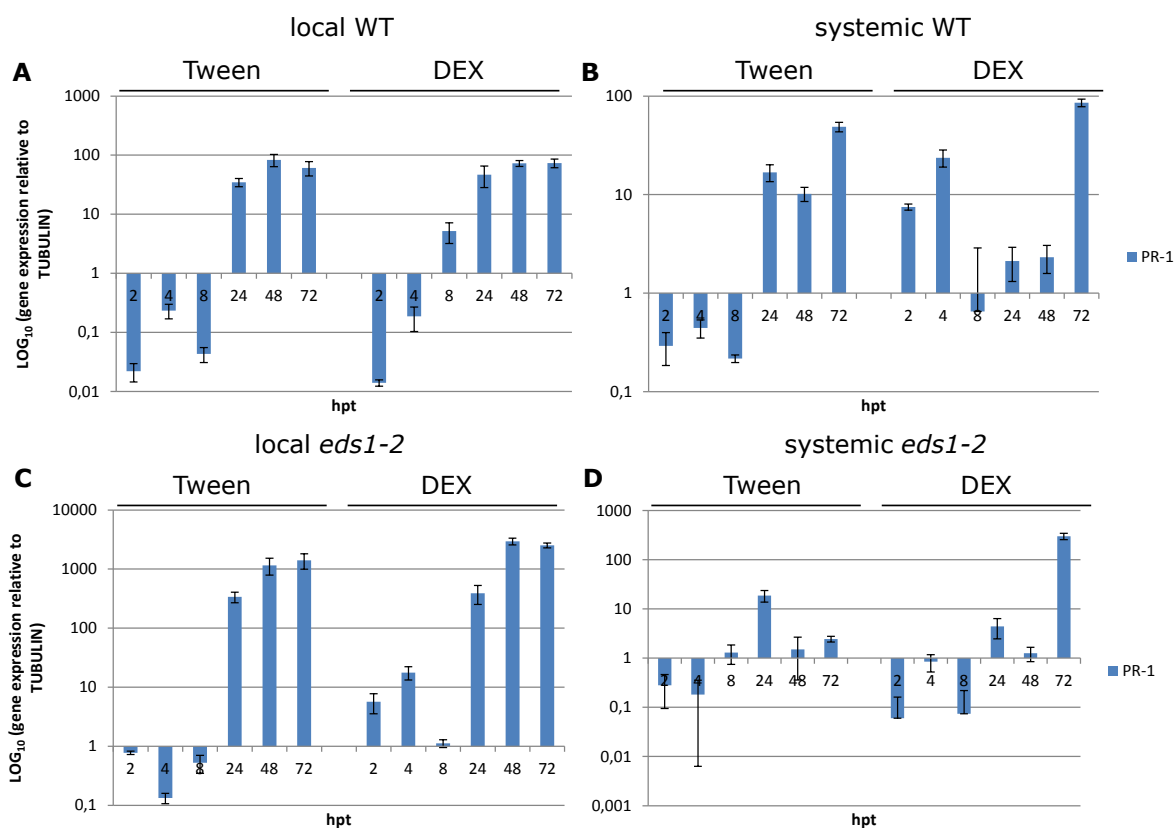 local WT
A
Tween
DEX
LOG10 (gene expression relative to
TUBULIN)
1000
100
10
1
0,1
0,01
2 4 8 24 48 72 2 4 8 24 48 72
hpt
systemic WT
B
Tween
DEX
100
10
1
0,1
2 4 8 24 48 72 2 4 8 24 48 72
hpt
PR-1
local eds1-2
C
Tween
DEX
LOG10 (gene expression relative to
TUBULIN)
10000
1000
100
10
1
0,1
2 4 8 24 48 72 2 4 8 24 48 72
hpt
systemic eds1-2
D
Tween
DEX
1000
100
10
1
0,1
0,01
0,001
2 4 8 24 48 72 2 4 8 24 48 72
hpt
PR-1